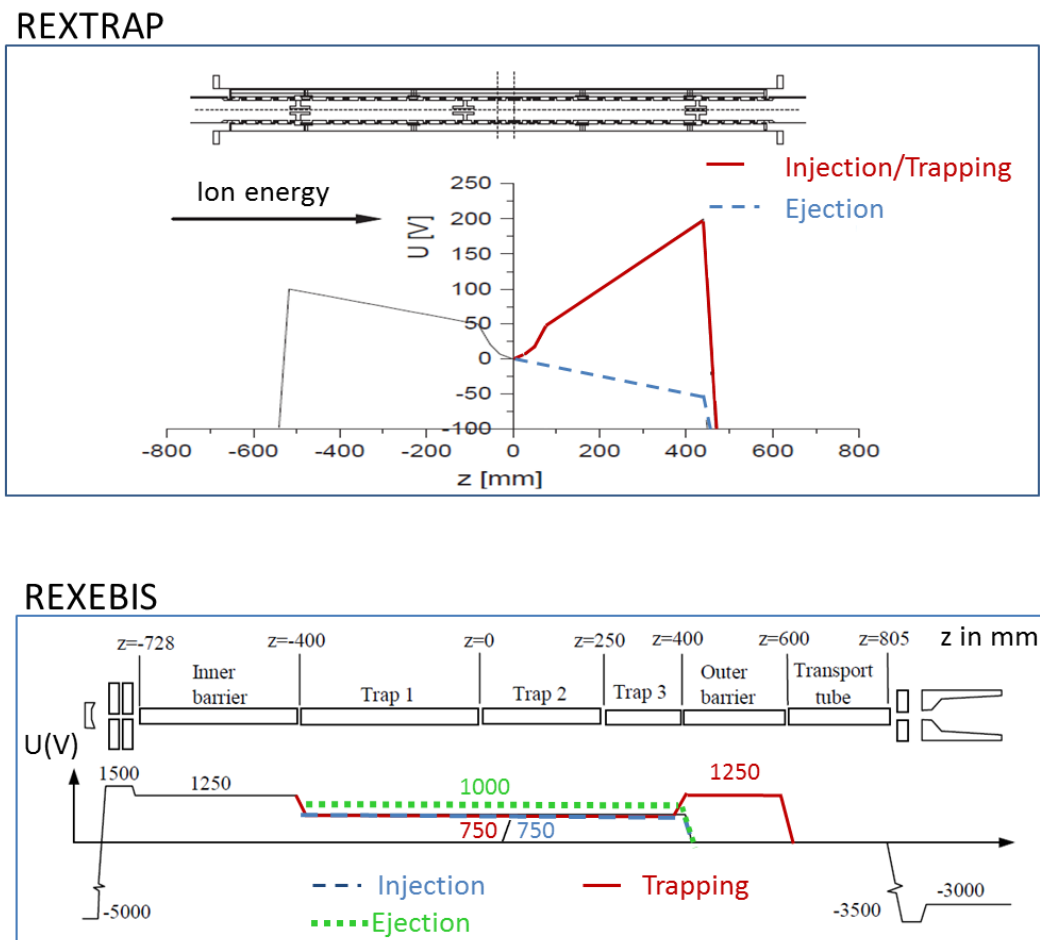 REXTRAP
Injection/Trapping
Ion energy
Ejection
U [V]
250
200
150
100
50
0
-50
-100
-800 -600 -400 -200 0 200 400 600 800
z [mm]
REXEBIS
z=-728 z=-400 z=0 z=250 z=400 z=600 z=805 z in mm
Inner barrier
Trap 1
Trap 2
Trap 3
Outer barrier
Transport tube
U(V)
1500
1250
1000
1250
750 / 750
-5000
-3500
-3000
Injection
Trapping
Ejection